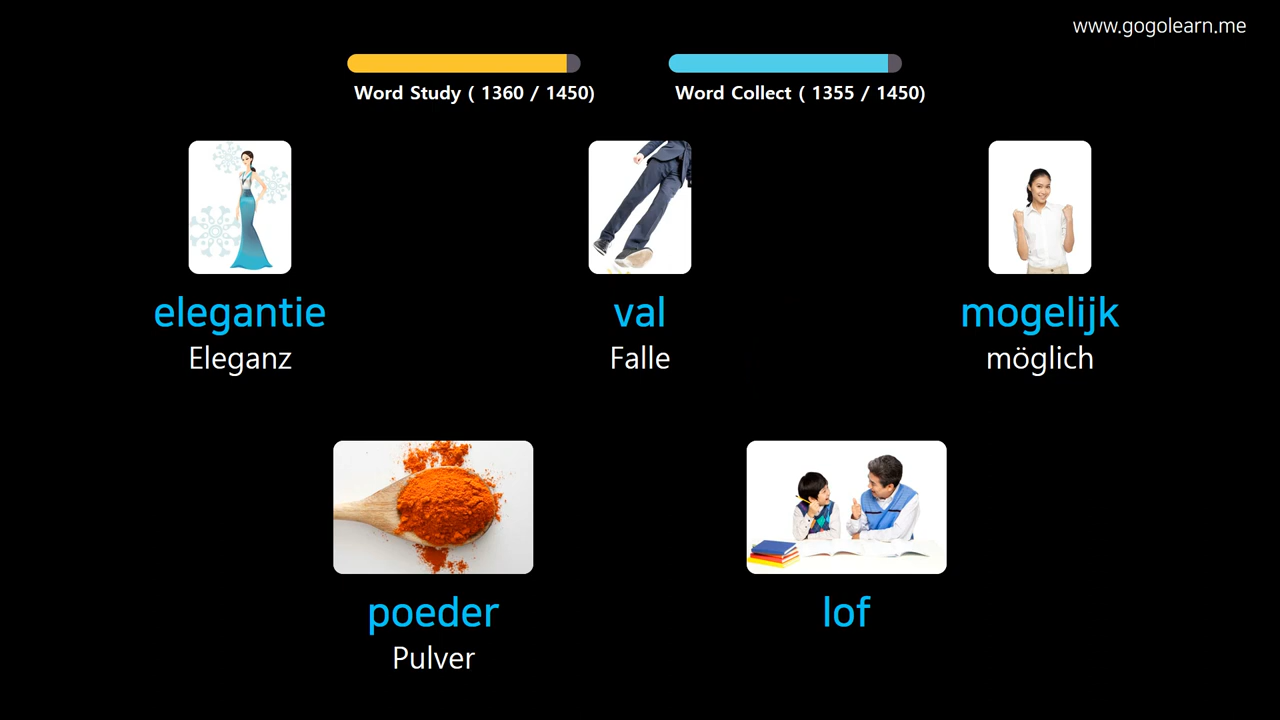 www.gogolearn.me
Word Study ( 1360 / 1450)
Word Collect ( 1355 / 1450)
elegantie
Eleganz
val
Falle
mogelijk
möglich
poeder
Pulver
lof